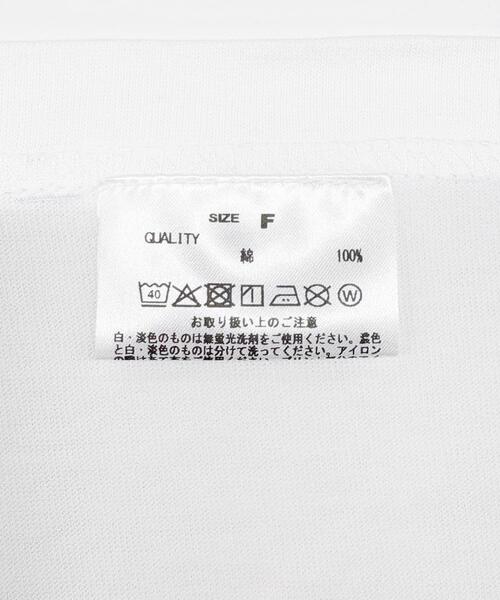 SIZE F
QUALITY
綿 100%
40 W
お取り扱い上のご注意
白・淡色のものは無蛍光洗剤をご使用ください。濃色
と白・淡色のものは分けて洗ってください。アイロン